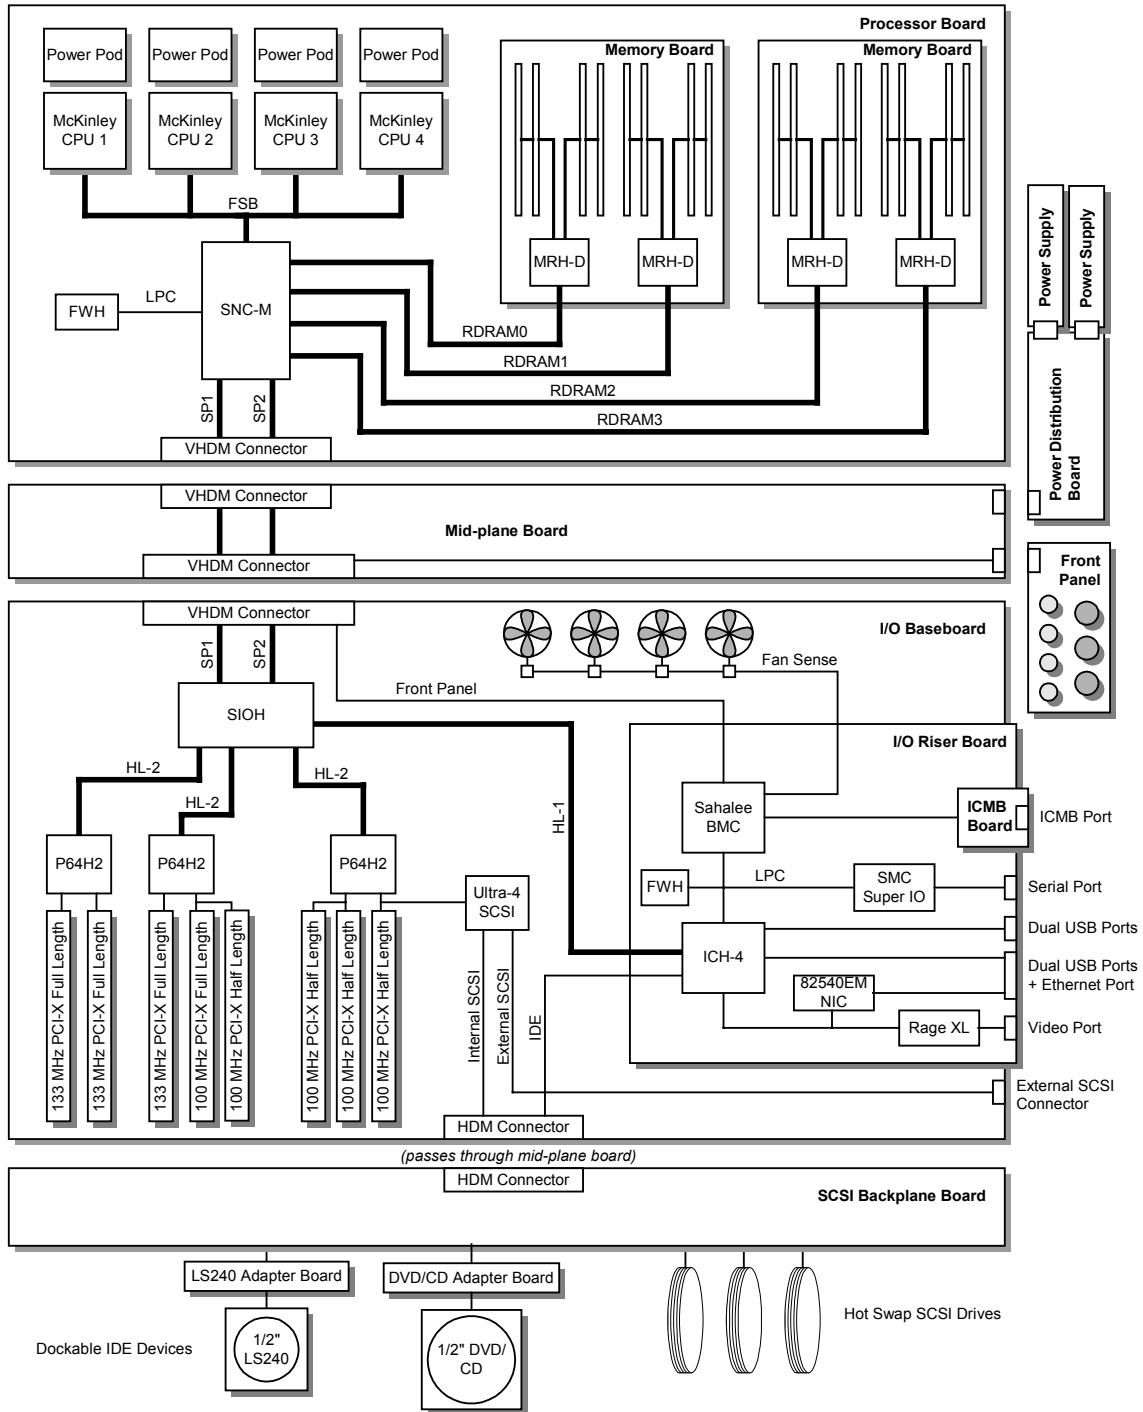 Processor Board
Power Pod
Power Pod
Power Pod
Power Pod
Memory Board
Memory Board
McKinley
CPU 1
McKinley
CPU 2
McKinley
CPU 3
McKinley
CPU 4
FSB
MRH-D
MRH-D
MRH-D
MRH-D
LPC
FWH
SNC-M
RDRAM0
RDRAM1
RDRAM2
RDRAM3
SP1
SP2
VHDM Connector
Power Supply
Power Supply
Power Distribution
Board
VHDM Connector
Mid-plane Board
VHDM Connector
Front
Panel
VHDM Connector
I/O Baseboard
SP1
SP2
Fan Sense
Front Panel
SIOH
I/O Riser Board
HL-2
HL-2
HL-2
HL-1
Sahalee
BMC
ICMB
Board
ICMB Port
P64H2
P64H2
P64H2
Ultra-4
SCSI
FWH
LPC
SMC
Super IO
Serial Port
133 MHz PCI-X Full Length
133 MHz PCI-X Full Length
133 MHz PCI-X Full Length
100 MHz PCI-X Full Length
100 MHz PCI-X Half Length
100 MHz PCI-X Half Length
100 MHz PCI-X Half Length
100 MHz PCI-X Half Length
Internal SCSI
External SCSI
IDE
ICH-4
Dual USB Ports
82540EM
NIC
Dual USB Ports
+ Ethernet Port
Rage XL
Video Port
External SCSI
Connector
HDM Connector
(passes through mid-plane board)
HDM Connector
SCSI Backplane Board
LS240 Adapter Board
DVD/CD Adapter Board
Hot Swap SCSI Drives
Dockable IDE Devices
1/2"
LS240
1/2" DVD/
CD